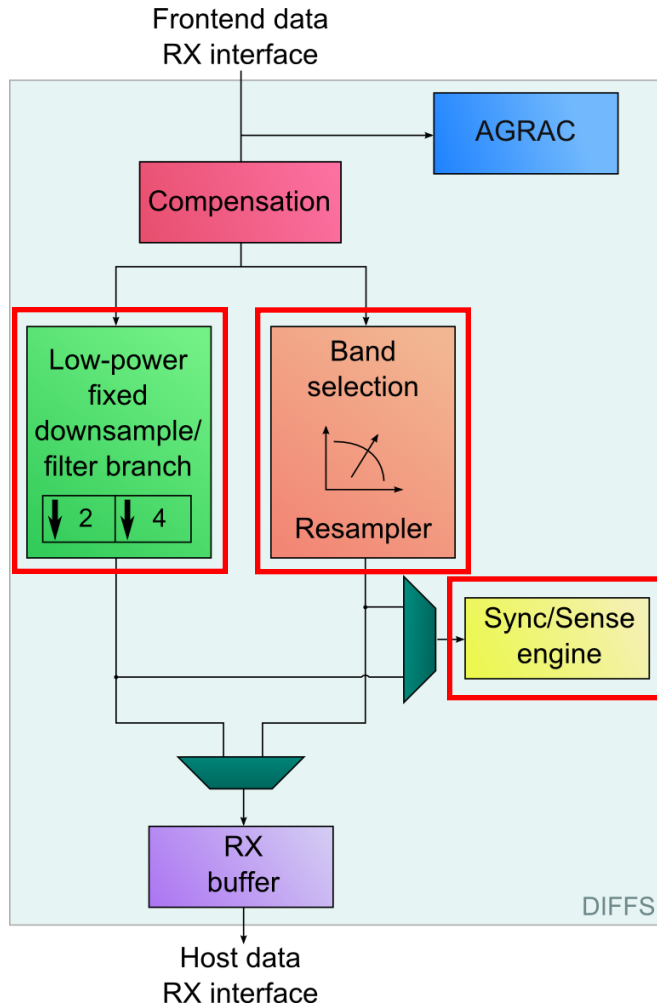 Frontend data
RX interface
AGRAC
Compensation
Low-power
fixed
downsample/
filter branch
2 4
Band
selection
Resampler
Sync/Sense
engine
RX
buffer
DIFFS
Host data
RX interface